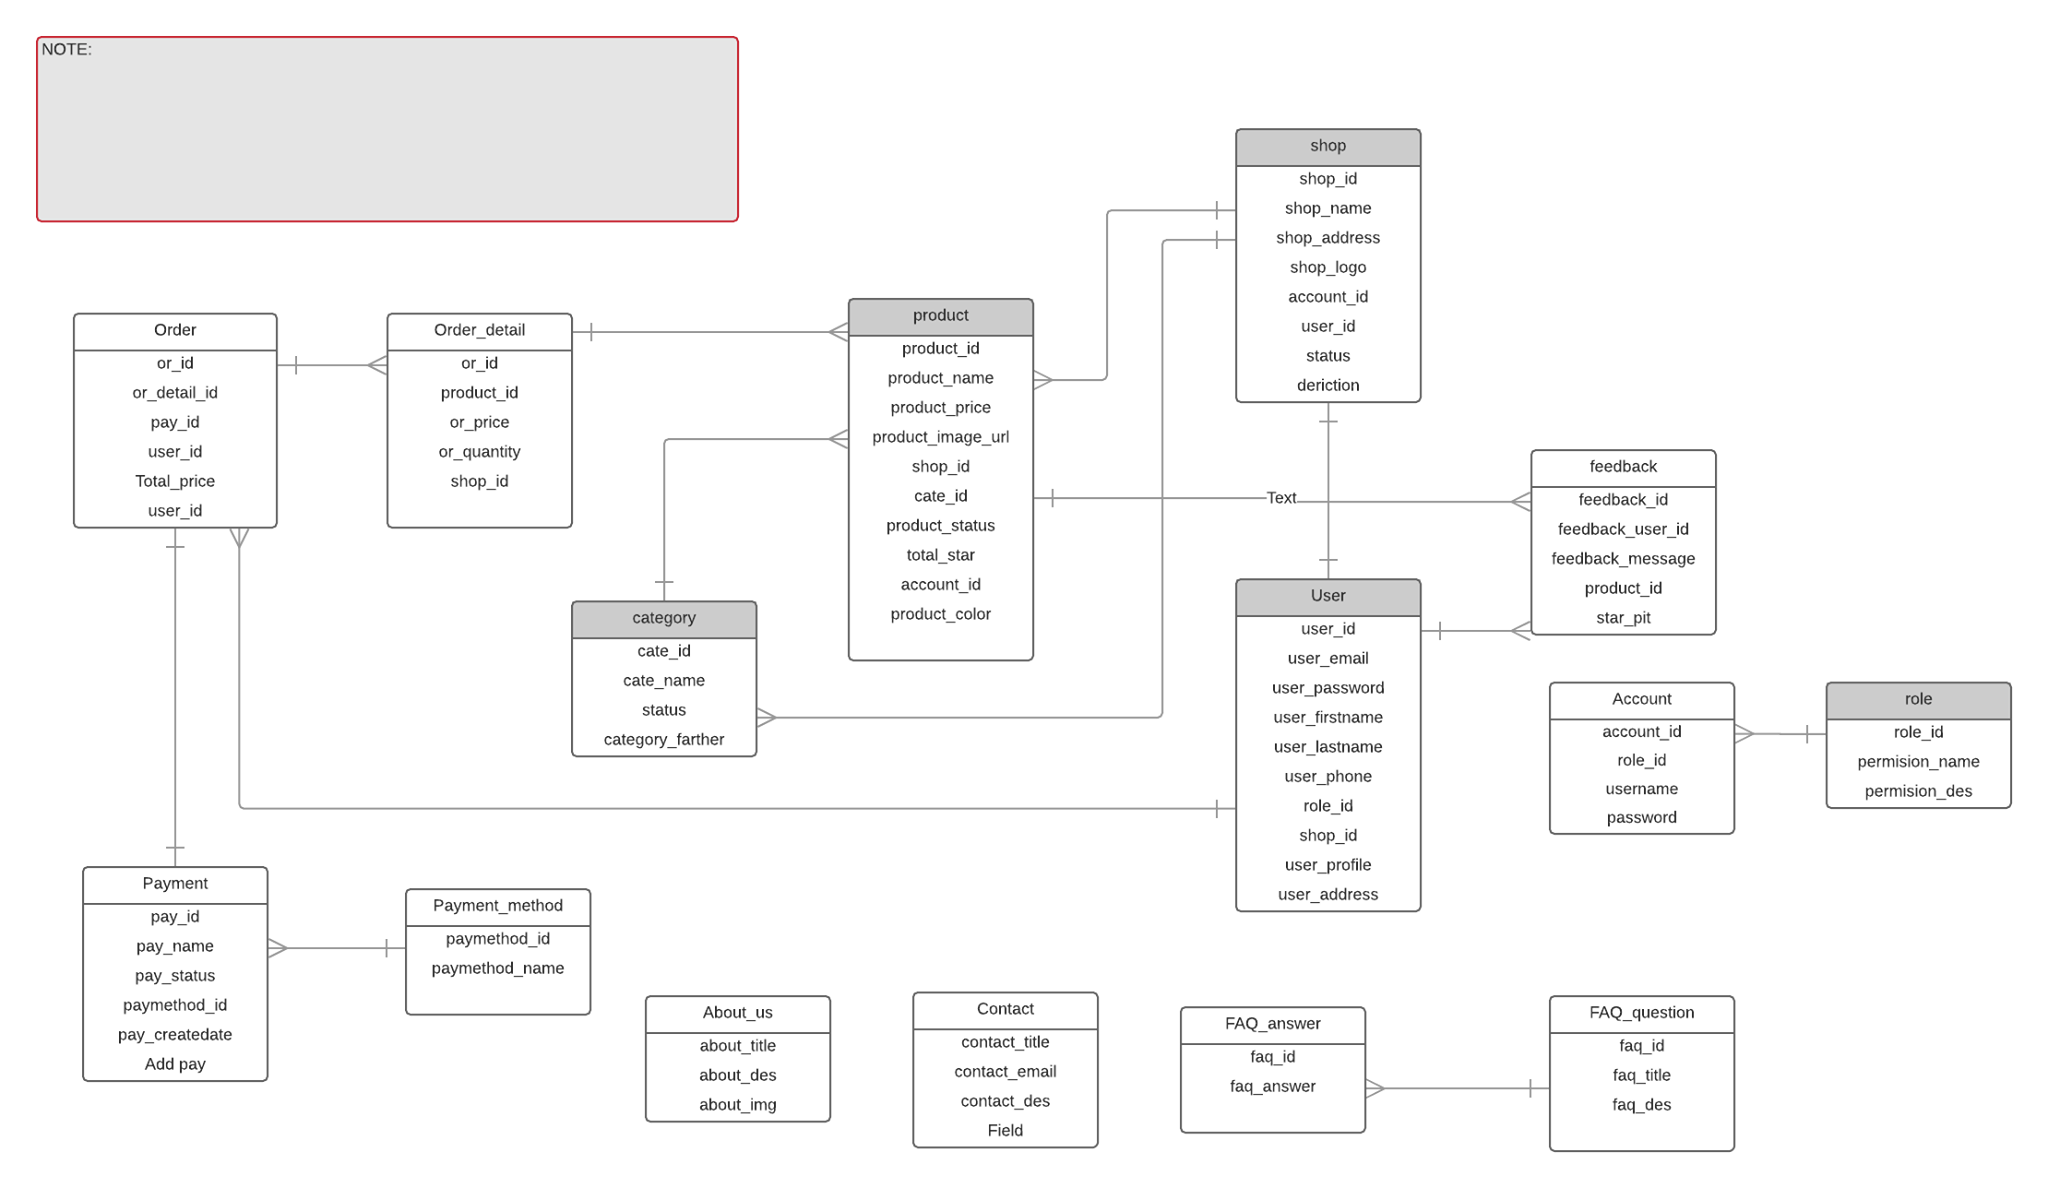 NOTE:
shop
shop_id
shop_name
shop_address
shop_logo
account_id
user_id
status
deriction
Order
or_id
or_detail_id
pay_id
user_id
Total_price
user_id
Order_detail
or_id
product_id
or_price
or_quantity
shop_id
product
product_id
product_name
product_price
product_image_url
shop_id
cate_id
product_status
total_star
account_id
product_color
Text
feedback
feedback_id
feedback_user_id
feedback_message
product_id
star_pit
category
cate_id
cate_name
status
category_farther
User
user_id
user_email
user_password
user_firstname
user_lastname
user_phone
role_id
shop_id
user_profile
user_address
Account
account_id
role_id
username
password
role
role_id
permision_name
permision_des
Payment
pay_id
pay_name
pay_status
paymethod_id
pay_createdate
Add pay
Payment_method
paymethod_id
paymethod_name
About_us
about_title
about_des
about_img
Contact
contact_title
contact_email
contact_des
Field
FAQ_answer
faq_id
faq_answer
FAQ_question
faq_id
faq_title
faq_des